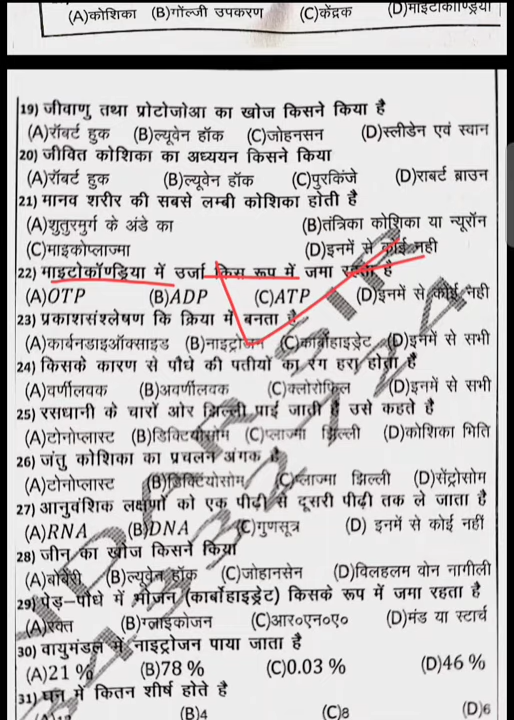 (A)कोशिका (B)गॉल्जी उपकरण (C)केंद्रक (D)माइटोकॉण्ड्रिया
19) जीवाणु तथा प्रोटोजोआ का खोज किसने किया है
(A)रॉबर्ट हुक (B)ल्यूवेन हॉक (C)जोहनसन (D)स्लीडेन एवं स्वान
20) जीवित कोशिका का अध्ययन किसने किया
(A)रॉबर्ट हुक (B)ल्यूवेन हॉक (C)पुरकिंजे (D)राबर्ट ब्राउन
21) मानव शरीर की सबसे लम्बी कोशिका होती है
(A)शुतुरमुर्ग के अंडे का (B)तंत्रिका कोशिका या न्यूरॉन
(C)माइकोप्लाज्मा (D)इनमें से कोई नही
22) माइटोकॉण्ड्रिया में उर्जा किस रूप में जमा रहता है
(A)OTP (B)ADP (C)ATP (D)इनमें से कोई नही
23) प्रकाशसंश्लेषण कि क्रिया में बनता है
(A)कार्बनडाइऑक्साइड (B)नाइट्रोजन (C)कार्बोहाइड्रेट (D)इनमें से सभी
24) किसके कारण से पौधे की पतीयों का रंग हरा होता है
(A)वर्णीलवक (B)अवर्णीलवक (C)क्लोरोफिल (D)इनमें से सभी
25) रसधानी के चारों ओर झिल्ली पाई जाती है उसे कहते है
(A)टोनोप्लास्ट (B)डिक्टियोसोम (C)प्लाज्मा झिल्ली (D)कोशिका भिति
26) जंतु कोशिका का प्रचलन अंगक है
(A)टोनोप्लास्ट (B)डिक्टियोसोम (C)प्लाज्मा झिल्ली (D)सेंट्रोसोम
27) आनुवंशिक लक्षणों को एक पीढ़ी से दूसरी पीढ़ी तक ले जाता है
(A)RNA (B)DNA (C)गुणसूत्र (D) इनमें से कोई नहीं
28) जीन का खोज किसने किया
(A)बोवेरी (B)ल्यूवेन हॉक (C)जोहानसेन (D)विलहलम वोन नागीली
29) पेड़-पौधे में भोजन (कार्बोहाइड्रेट) किसके रूप में जमा रहता है
(A)रक्त (B)ग्लाइकोजन (C)आर०एन०ए० (D)मंड या स्टार्च
30) वायुमंडल में नाइट्रोजन पाया जाता है
(A)21 % (B)78 % (C)0.03 % (D)46 %
31) घन में कितन शीर्ष होते है
(B)4 (C)8 (D)6